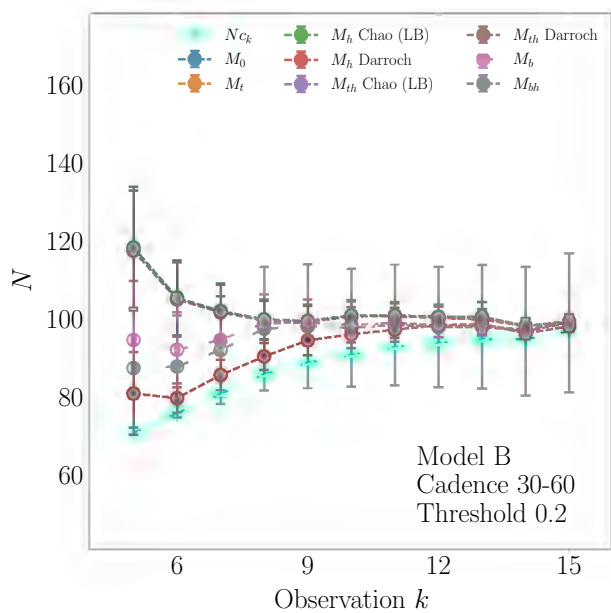 Nc_k M_h Chao (LB) M_th Darroch
M_0 M_h Darroch M_b
M_t M_th Chao (LB) M_bh
160
140
120
N
100
80
60
Model B
Cadence 30-60
Threshold 0.2
6 9 12 15
Observation k